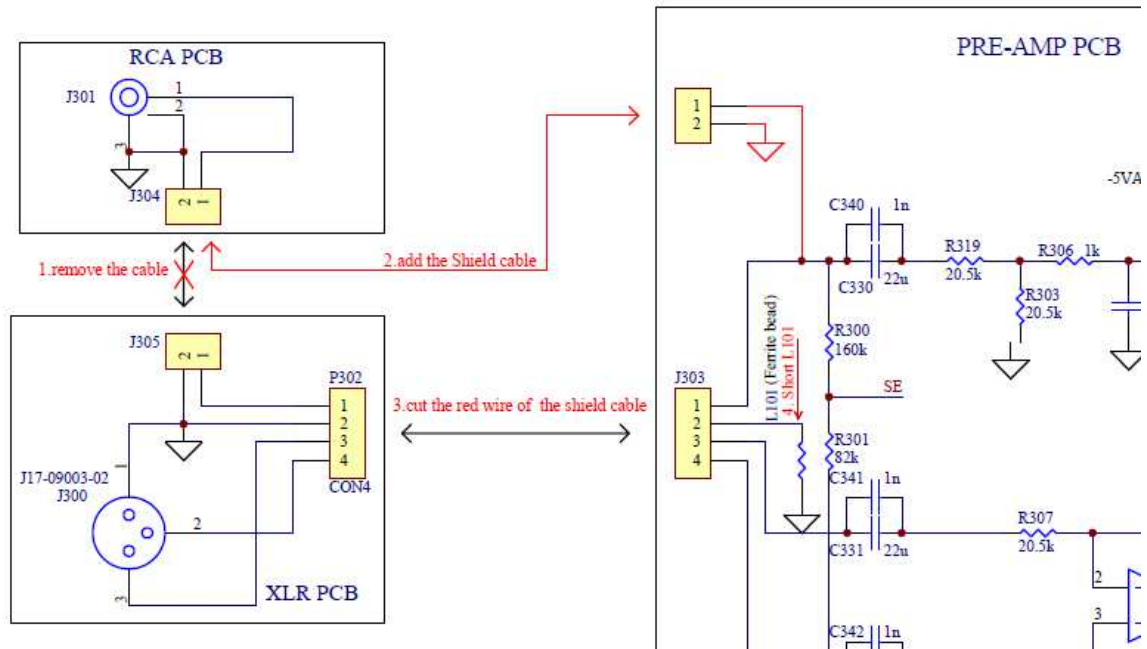 RCA PCB
J301
1
2
3
J304
2
1
1.remove the cable
2.add the Shield cable
J305
2
1
P302
1
2
3
4
CON4
3.cut the red wire of the shield cable
1
J17-09003-02
J300
2
3
XLR PCB
PRE-AMP PCB
1
2
-5VA
C340
1n
C330
22u
R319
20.5k
R306
1k
R303
20.5k
R300
160k
L101 (Ferrite bead)
4. Short L101
SE
J303
1
2
3
4
R301
82k
C341
1n
C331
22u
R307
20.5k
2
3
C342
1n